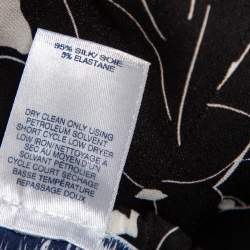 95% SILK/ SOIE
5% ELASTANE
DRY CLEAN ONLY USING
PETROLEUM SOLVENT
SHORT CYCLE LOW DRYER
LOW IRON/NETTOYAGE A
SEC AU MOYEN D'UN
SOLVENT PETROLIER
CYCLE COURT SECHAGE
BASSE TEMPERATURE
REPASSAGE DOUX